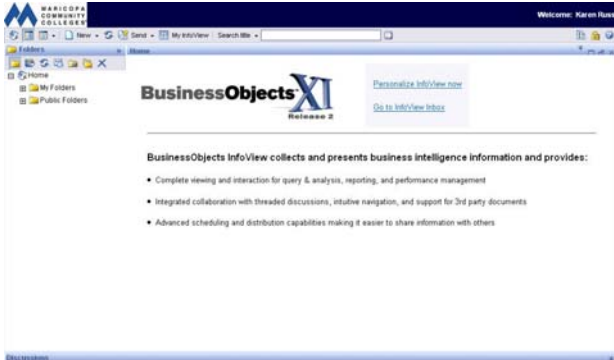 MARICOPA
COMMUNITY
COLLEGES
Welcome: Karen Russ
New Send My InfoView Search title
Folders
Home
Home
My Folders
Public Folders
BusinessObjects XI
Release 2
Personalize InfoView now
Go to InfoView Inbox
BusinessObjects InfoView collects and presents business intelligence information and provides:
• Complete viewing and interaction for query & analysis, reporting, and performance management
• Integrated collaboration with threaded discussions, intuitive navigation, and support for 3rd party documents
• Advanced scheduling and distribution capabilities making it easier to share information with others
Discussions